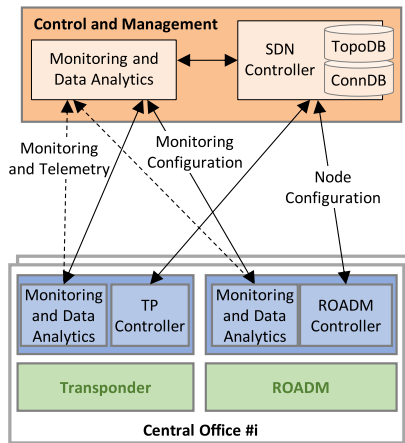 Control and Management
Monitoring and
Data Analytics
SDN
Controller
TopoDB
ConnDB
Monitoring
and Telemetry
Monitoring
Configuration
Node
Configuration
Monitoring
and Data
Analytics
TP
Controller
Monitoring
and Data
Analytics
ROADM
Controller
Transponder
ROADM
Central Office #i